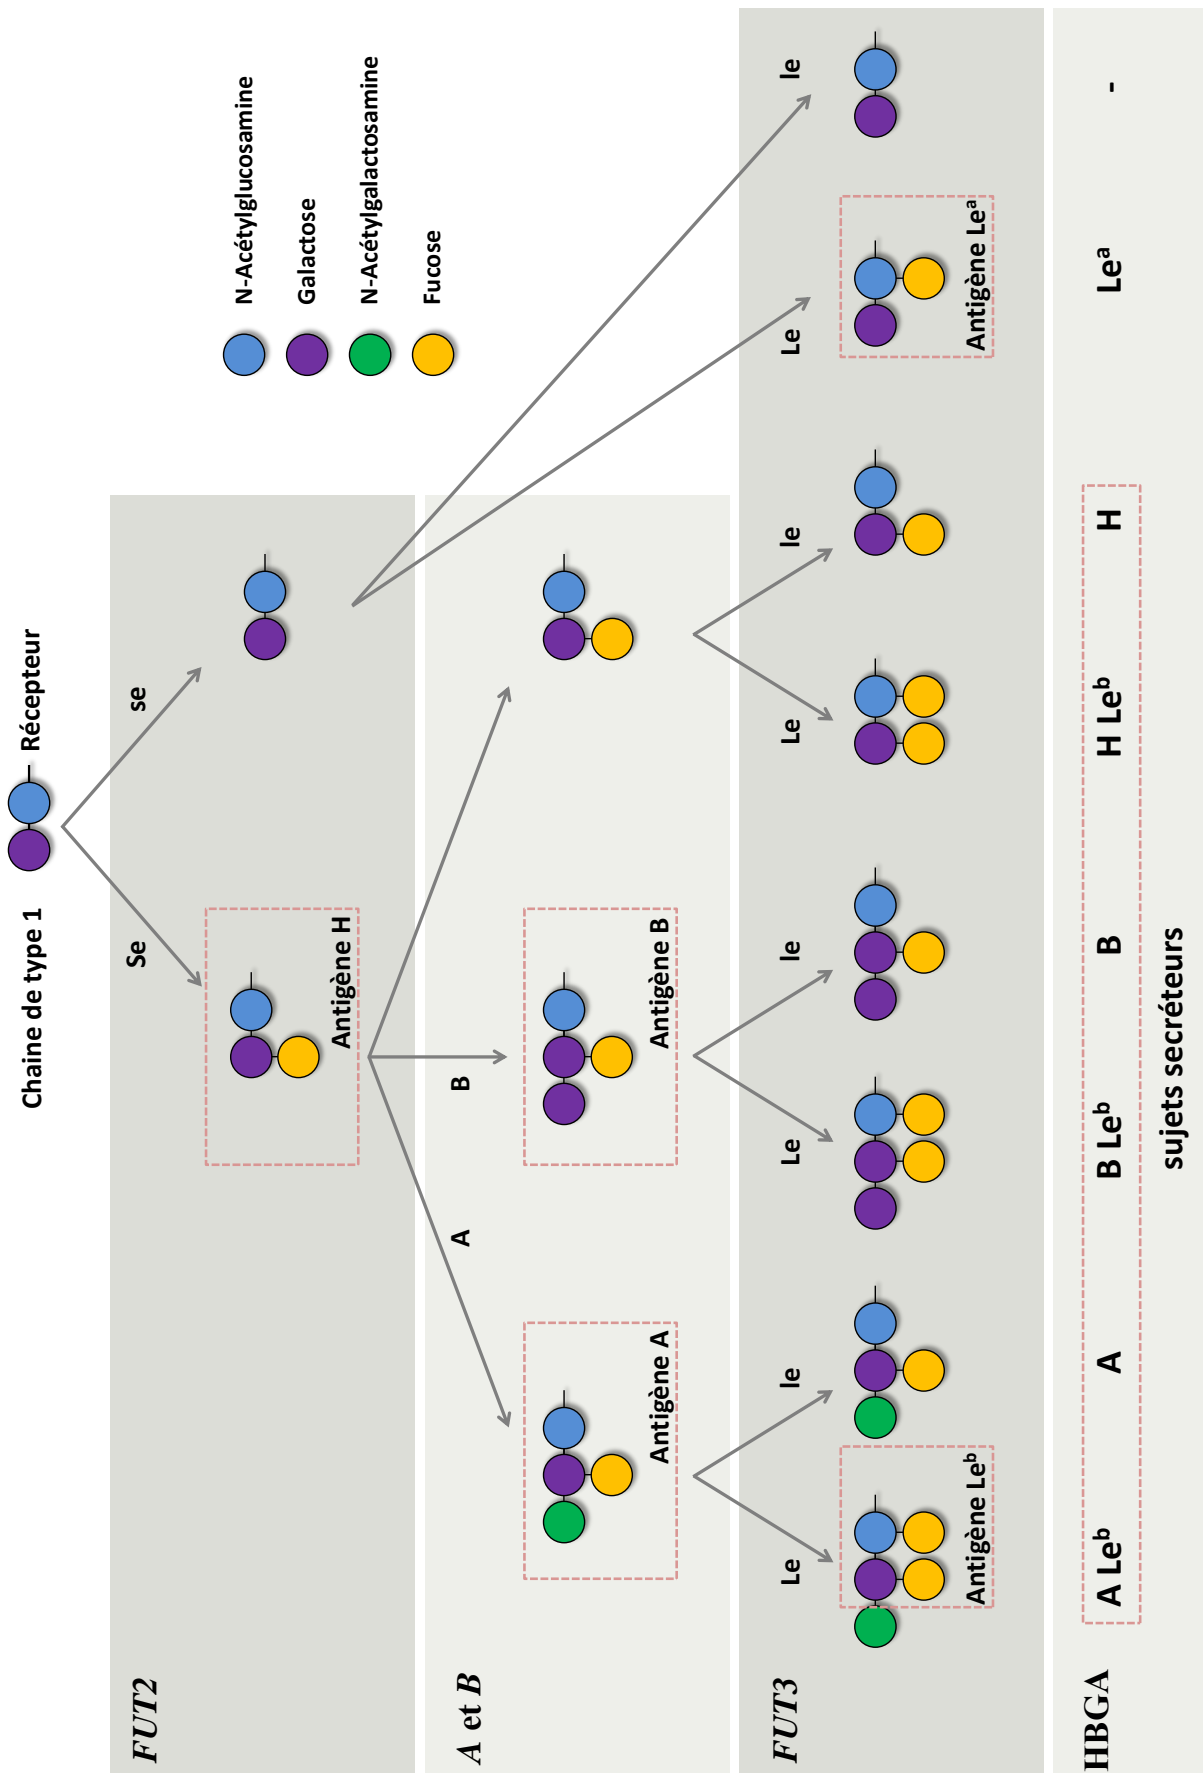 Chaine de type 1
Récepteur
N-Acétylglucosamine
Galactose
N-Acétylgalactosamine
Fucose
FUT2
Se
se
Antigène H
A et B
A
B
Antigène A
Antigène B
FUT3
Le
le
Le
le
Le
le
Le
le
Antigène Leᵇ
Antigène Leᵃ
HBGA
A Leᵇ
A
B Leᵇ
B
H Leᵇ
H
Leᵃ
-
sujets secréteurs